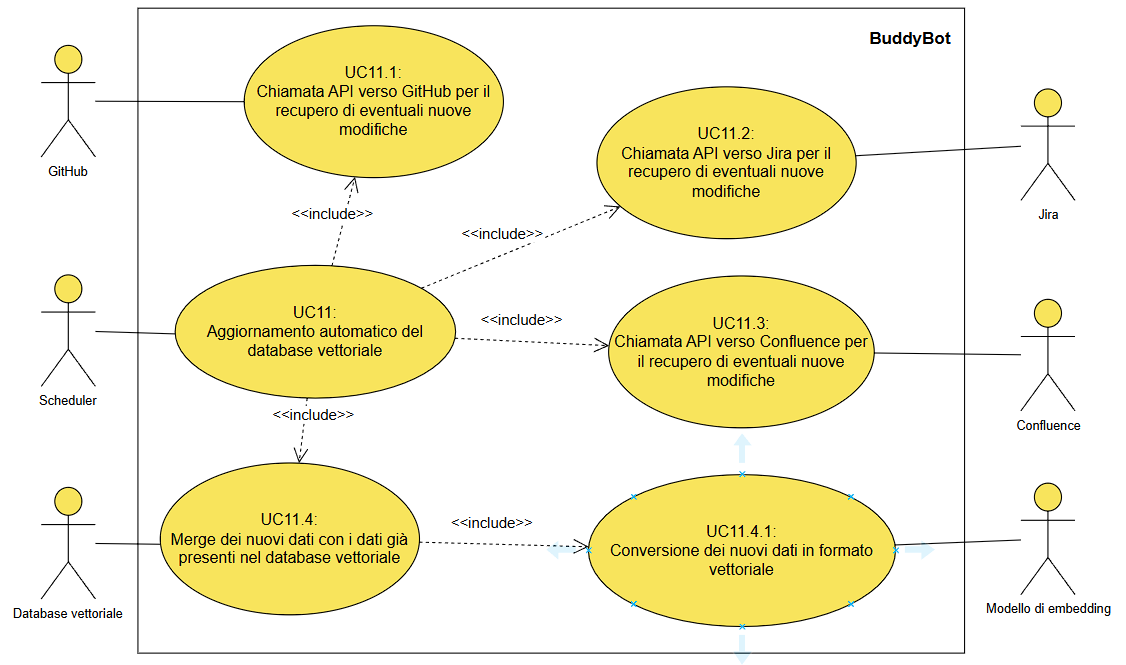 BuddyBot
UC11.1:
Chiamata API verso GitHub per il
recupero di eventuali nuove
modifiche
GitHub
UC11.2:
Chiamata API verso Jira per il
recupero di eventuali nuove
modifiche
Jira
<<include>>
<<include>>
UC11:
Aggiornamento automatico del
database vettoriale
Scheduler
<<include>>
UC11.3:
Chiamata API verso Confluence per
il recupero di eventuali nuove
modifiche
Confluence
<<include>>
UC11.4:
Merge dei nuovi dati con i dati già
presenti nel database vettoriale
Database vettoriale
<<include>>
UC11.4.1:
Conversione dei nuovi dati in formato
vettoriale
Modello di embedding